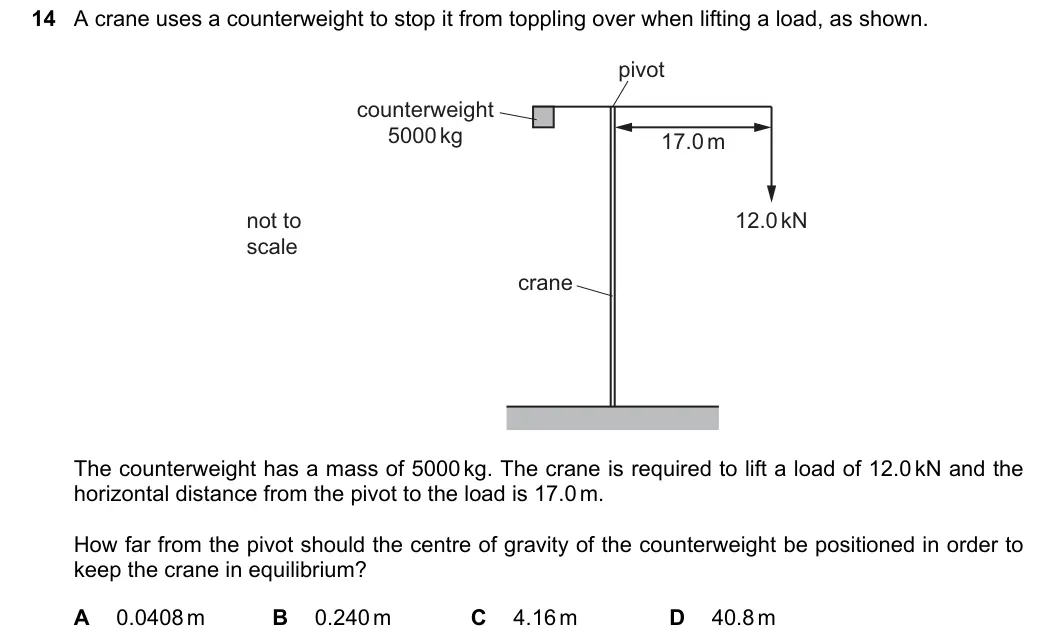 14 A crane uses a counterweight to stop it from toppling over when lifting a load, as shown.
pivot
counterweight
5000 kg
17.0 m
not to
scale
12.0 kN
crane
The counterweight has a mass of 5000 kg. The crane is required to lift a load of 12.0 kN and the
horizontal distance from the pivot to the load is 17.0 m.
How far from the pivot should the centre of gravity of the counterweight be positioned in order to
keep the crane in equilibrium?
A 0.0408 m B 0.240 m C 4.16 m D 40.8 m